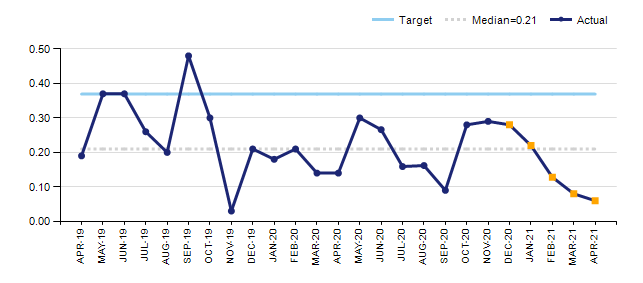 Target Median=0.21 Actual
0.50
0.40
0.30
0.20
0.10
0.00
APR-19
MAY-19
JUN-19
JUL-19
AUG-19
SEP-19
OCT-19
NOV-19
DEC-19
JAN-20
FEB-20
MAR-20
APR-20
MAY-20
JUN-20
JUL-20
AUG-20
SEP-20
OCT-20
NOV-20
DEC-20
JAN-21
FEB-21
MAR-21
APR-21